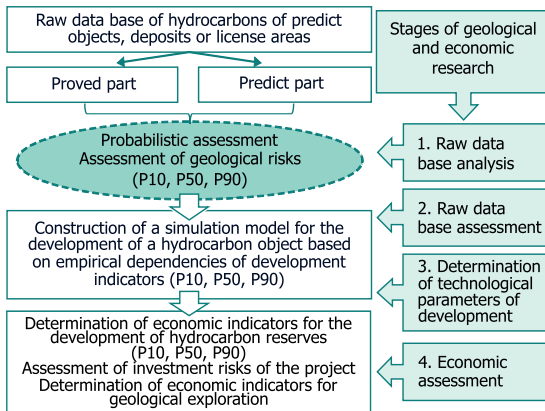 Raw data base of hydrocarbons of predict
objects, deposits or license areas
Proved part
Predict part
Probabilistic assessment
Assessment of geological risks
(P10, P50, P90)
Construction of a simulation model for the
development of a hydrocarbon object based
on empirical dependencies of development
indicators (P10, P50, P90)
Determination of economic indicators for the
development of hydrocarbon reserves
(P10, P50, P90)
Assessment of investment risks of the project
Determination of economic indicators for
geological exploration
Stages of geological
and economic
research
1. Raw data
base analysis
2. Raw data
base assessment
3. Determination
of technological
parameters of
development
4. Economic
assessment